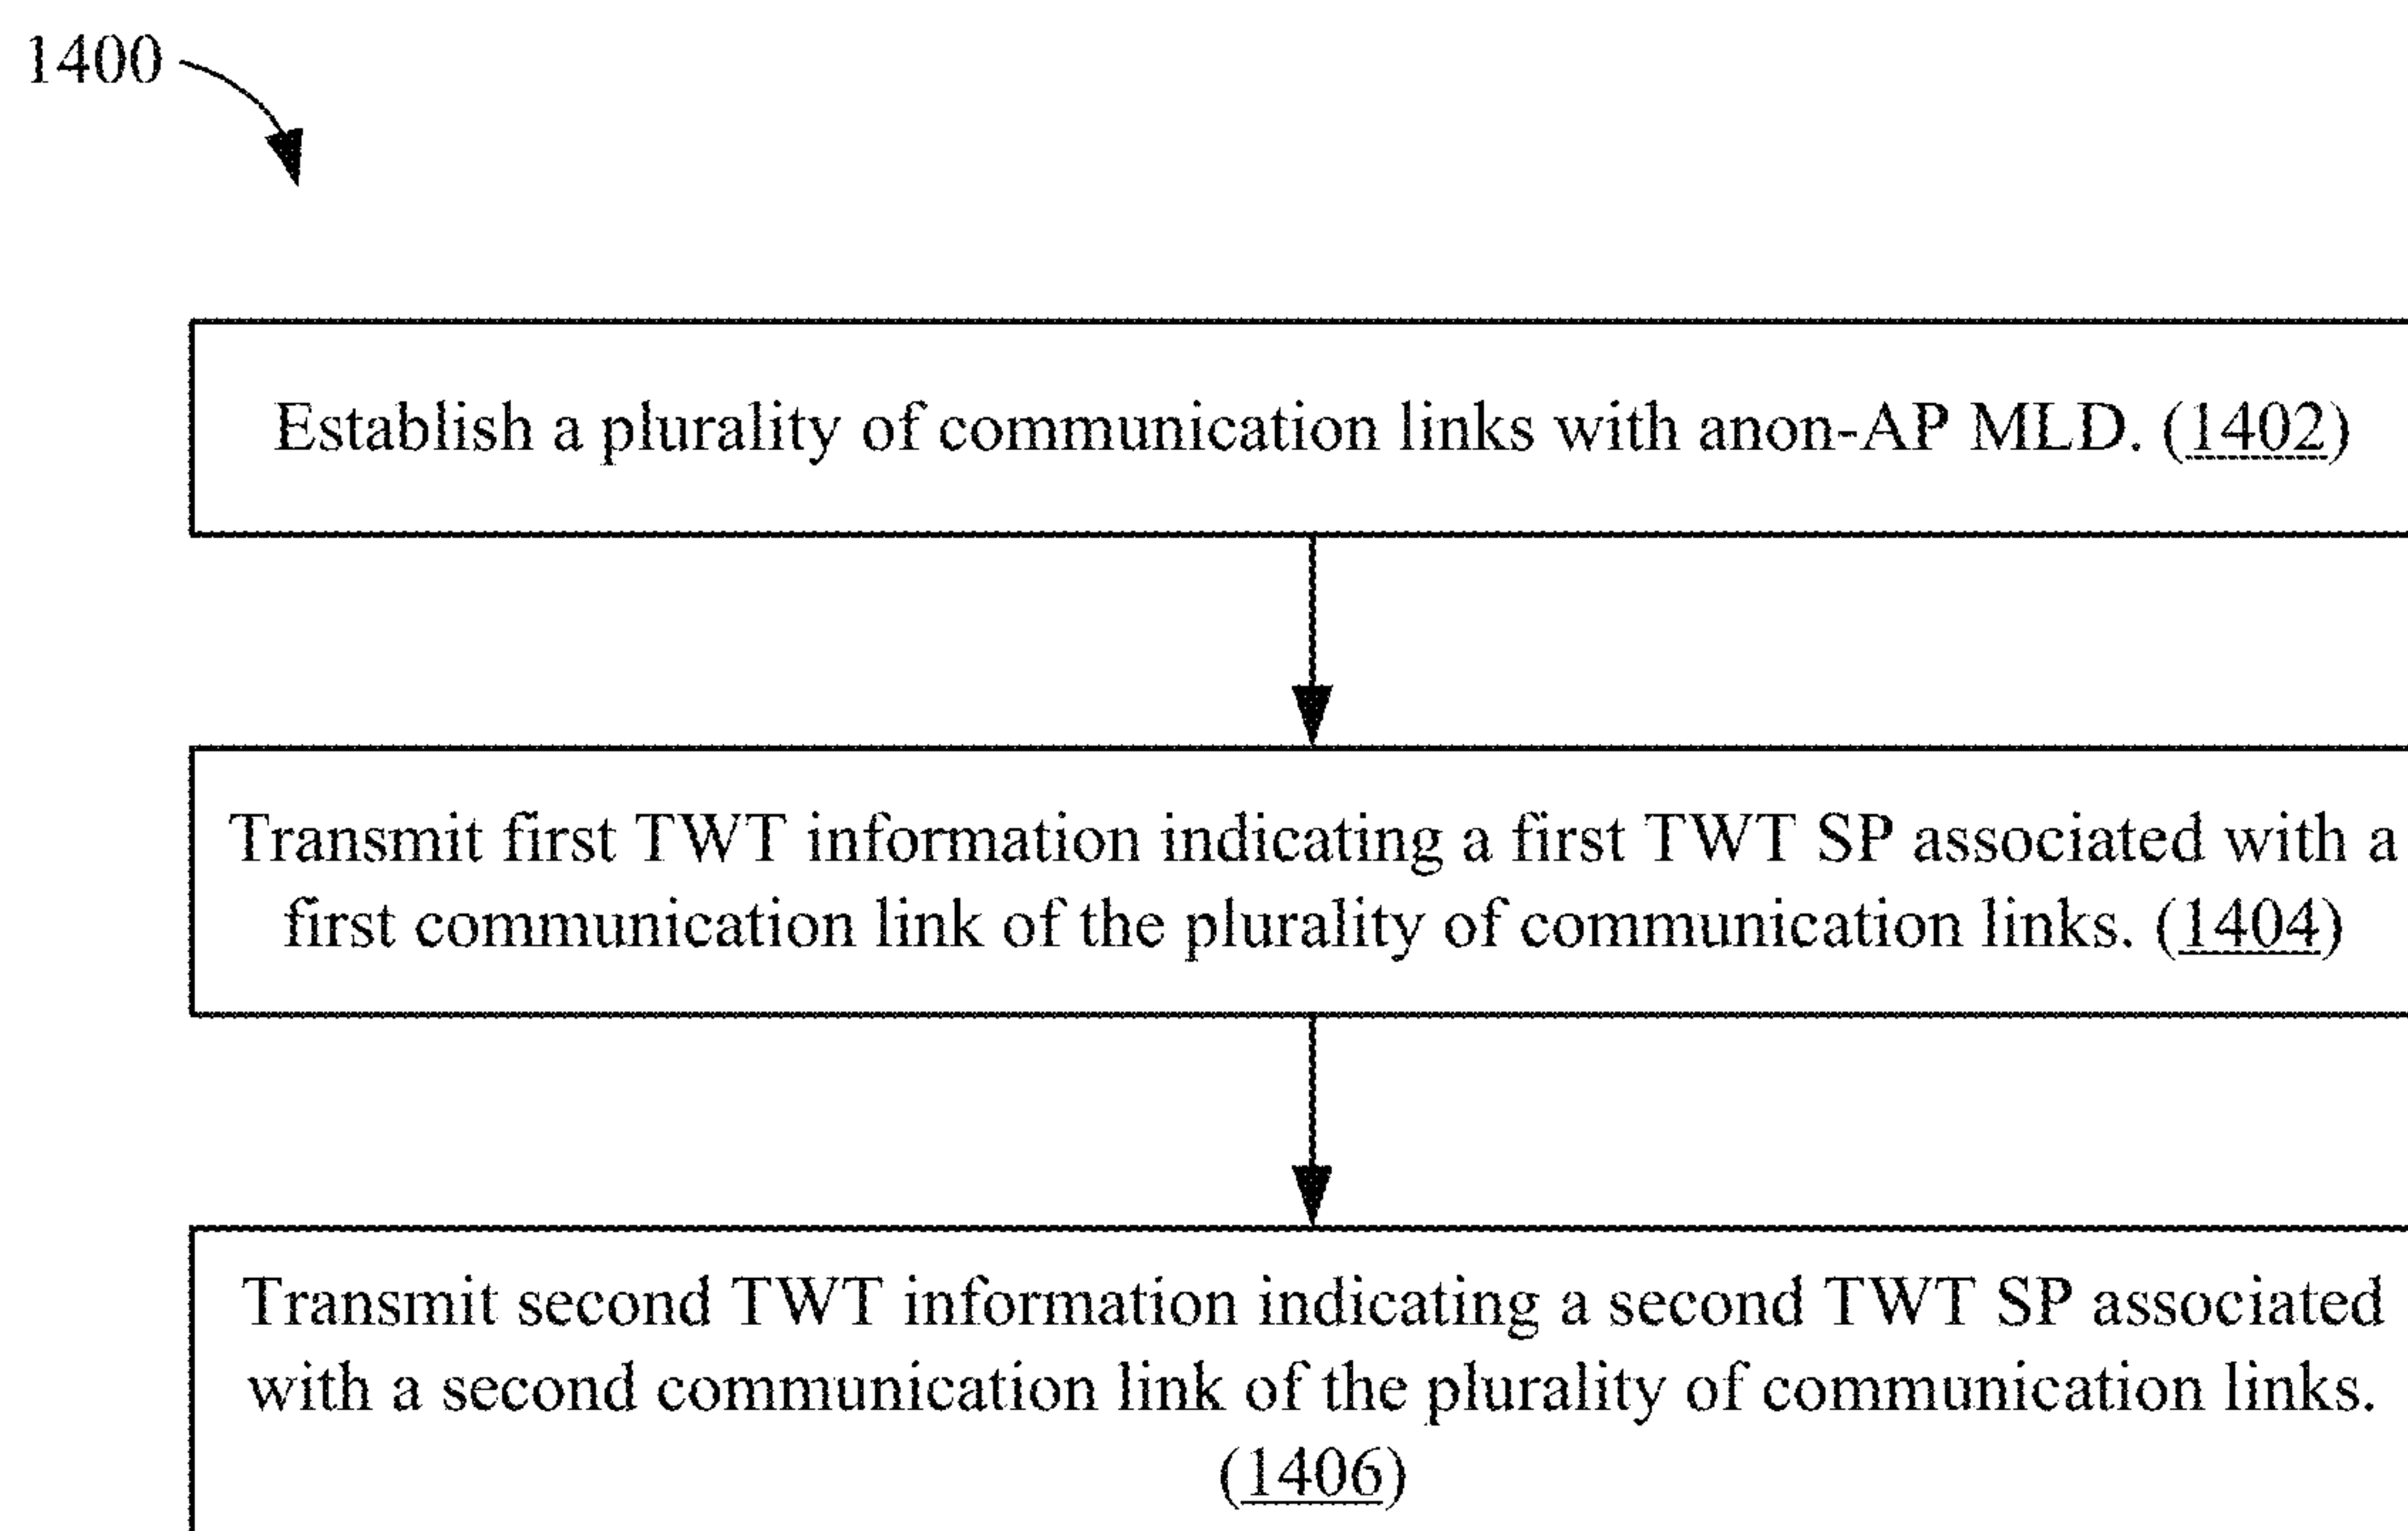 1400
Establish a plurality of communication links with anon-AP MLD. (1402)
Transmit first TWT information indicating a first TWT SP associated with a
first communication link of the plurality of communication links. (1404)
Transmit second TWT information indicating a second TWT SP associated
with a second communication link of the plurality of communication links.
(1406)